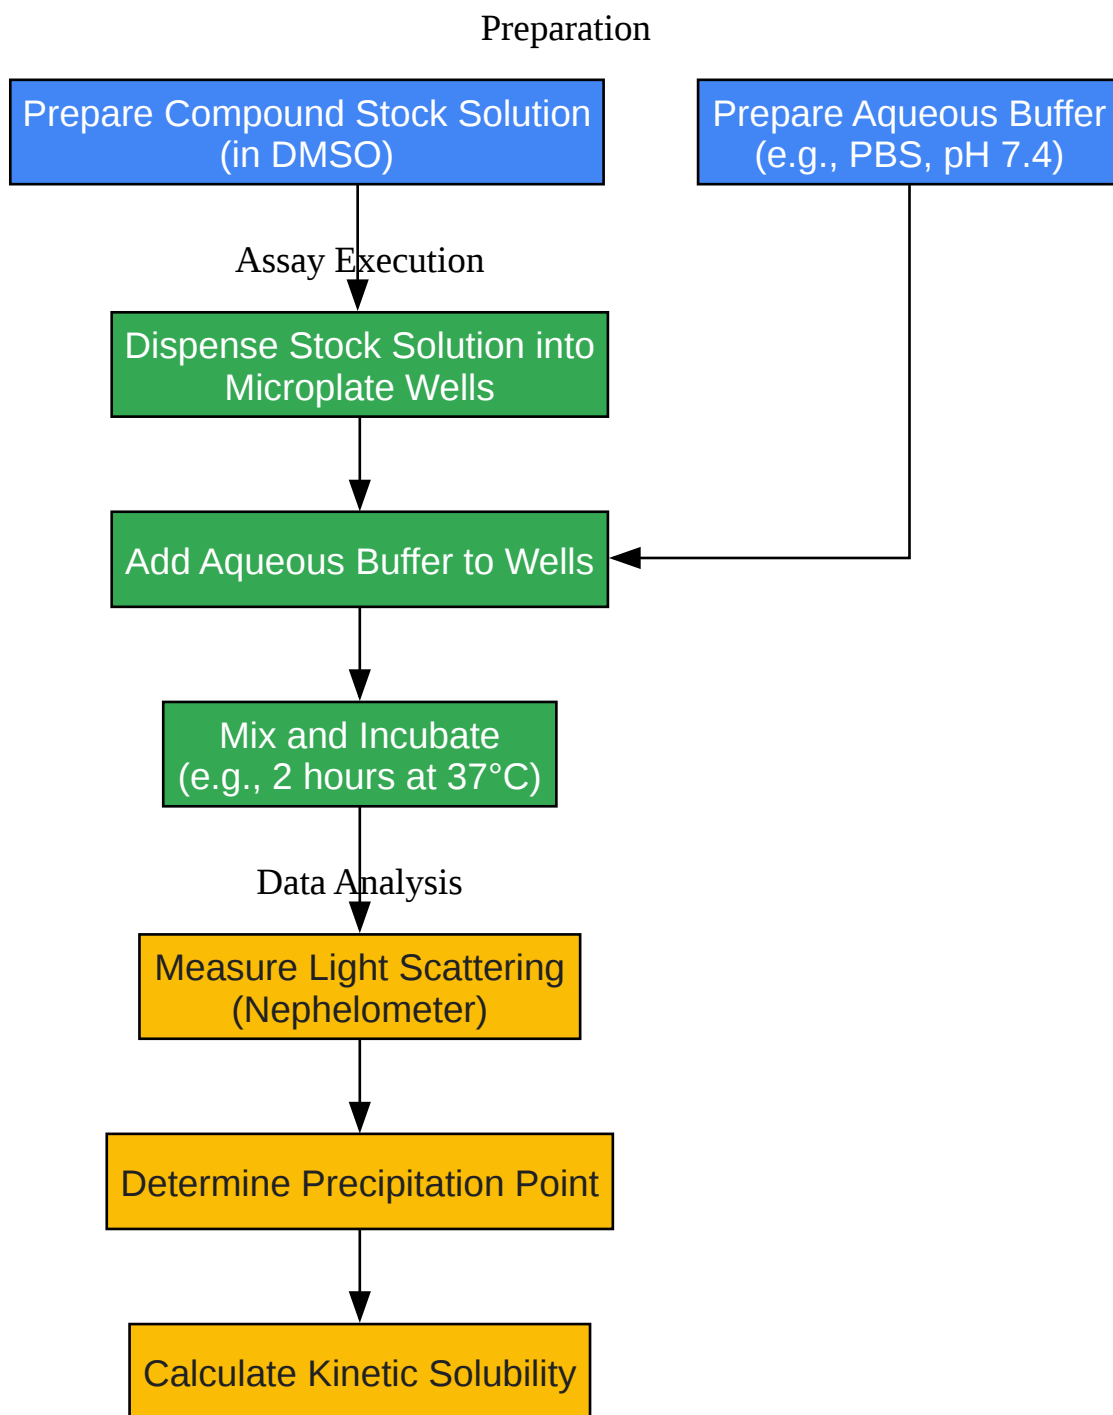 Preparation
Prepare Compound Stock Solution
(in DMSO)
Prepare Aqueous Buffer
(e.g., PBS, pH 7.4)
Assay Execution
Dispense Stock Solution into
Microplate Wells
Add Aqueous Buffer to Wells
Mix and Incubate
(e.g., 2 hours at 37°C)
Data Analysis
Measure Light Scattering
(Nephelometer)
Determine Precipitation Point
Calculate Kinetic Solubility